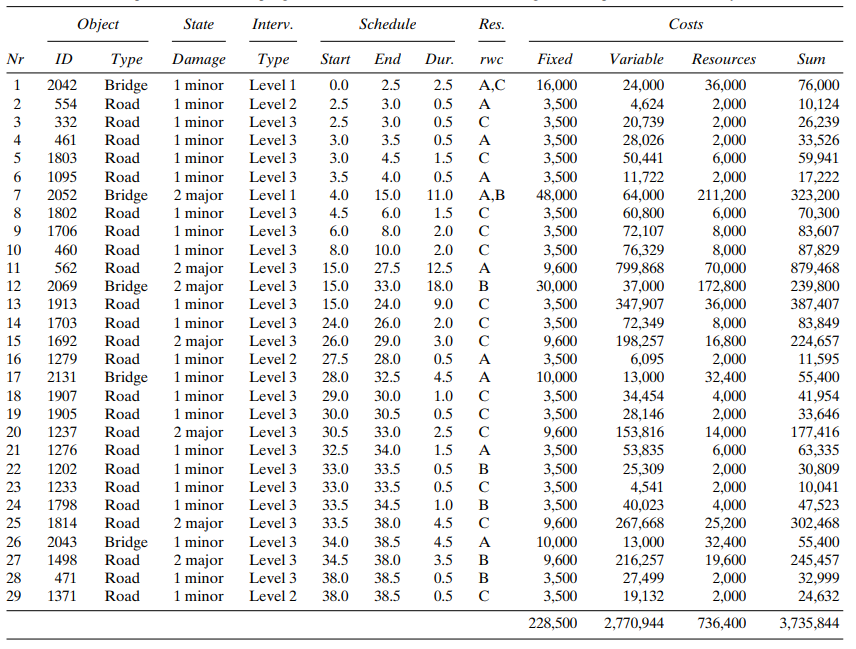 Object State Interv. Schedule Res. Costs
Nr ID Type Damage Type Start End Dur. rwc Fixed Variable Resources Sum
1 2042 Bridge 1 minor Level 1 0.0 2.5 2.5 A,C 16,000 24,000 36,000 76,000
2 554 Road 1 minor Level 2 2.5 3.0 0.5 A 3,500 4,624 2,000 10,124
3 332 Road 1 minor Level 3 2.5 3.0 0.5 C 3,500 20,739 2,000 26,239
4 461 Road 1 minor Level 3 3.0 3.5 0.5 A 3,500 28,026 2,000 33,526
5 1803 Road 1 minor Level 3 3.0 4.5 1.5 C 3,500 50,441 6,000 59,941
6 1095 Road 1 minor Level 3 3.5 4.0 0.5 A 3,500 11,722 2,000 17,222
7 2052 Bridge 2 major Level 1 4.0 15.0 11.0 A,B 48,000 64,000 211,200 323,200
8 1802 Road 1 minor Level 3 4.5 6.0 1.5 C 3,500 60,800 6,000 70,300
9 1706 Road 1 minor Level 3 6.0 8.0 2.0 C 3,500 72,107 8,000 83,607
10 460 Road 1 minor Level 3 8.0 10.0 2.0 C 3,500 76,329 8,000 87,829
11 562 Road 2 major Level 3 15.0 27.5 12.5 A 9,600 799,868 70,000 879,468
12 2069 Bridge 2 major Level 3 15.0 33.0 18.0 B 30,000 37,000 172,800 239,800
13 1913 Road 1 minor Level 3 15.0 24.0 9.0 C 3,500 347,907 36,000 387,407
14 1703 Road 1 minor Level 3 24.0 26.0 2.0 C 3,500 72,349 8,000 83,849
15 1692 Road 2 major Level 3 26.0 29.0 3.0 C 9,600 198,257 16,800 224,657
16 1279 Road 1 minor Level 2 27.5 28.0 0.5 A 3,500 6,095 2,000 11,595
17 2131 Bridge 1 minor Level 3 28.0 32.5 4.5 A 10,000 13,000 32,400 55,400
18 1907 Road 1 minor Level 3 29.0 30.0 1.0 C 3,500 34,454 4,000 41,954
19 1905 Road 1 minor Level 3 30.0 30.5 0.5 C 3,500 28,146 2,000 33,646
20 1237 Road 2 major Level 3 30.5 33.0 2.5 C 9,600 153,816 14,000 177,416
21 1276 Road 1 minor Level 3 32.5 34.0 1.5 A 3,500 53,835 6,000 63,335
22 1202 Road 1 minor Level 3 33.0 33.5 0.5 B 3,500 25,309 2,000 30,809
23 1233 Road 1 minor Level 3 33.0 33.5 0.5 C 3,500 4,541 2,000 10,041
24 1798 Road 1 minor Level 3 33.5 34.5 1.0 B 3,500 40,023 4,000 47,523
25 1814 Road 2 major Level 3 33.5 38.0 4.5 C 9,600 267,668 25,200 302,468
26 2043 Bridge 1 minor Level 3 34.0 38.5 4.5 A 10,000 13,000 32,400 55,400
27 1498 Road 2 major Level 3 34.5 38.0 3.5 B 9,600 216,257 19,600 245,457
28 471 Road 1 minor Level 3 38.0 38.5 0.5 B 3,500 27,499 2,000 32,999
29 1371 Road 1 minor Level 2 38.0 38.5 0.5 C 3,500 19,132 2,000 24,632
228,500 2,770,944 736,400 3,735,844